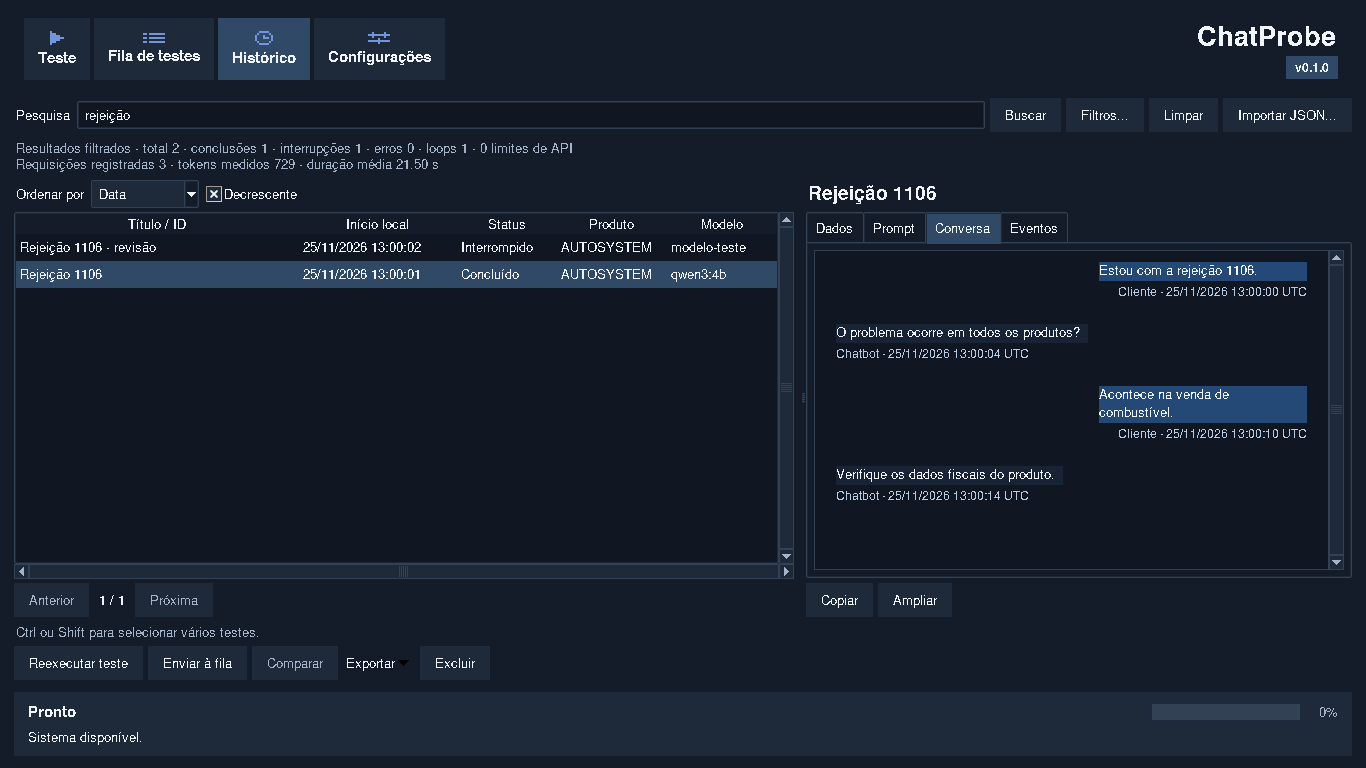 Teste
Fila de testes
Histórico
Configurações
ChatProbe
v0.1.0
Pesquisa
rejeição
Buscar
Filtros...
Limpar
Importar JSON...
Resultados filtrados - total 2 - conclusões 1 - interrupções 1 - erros 0 - loops 1 - 0 limites de API
Requisições registradas 3 - tokens medidos 729 - duração média 21.50 s
Ordenar por
Data
Decrescente
Título / ID
Início local
Status
Produto
Modelo
Rejeição 1106 - revisão
25/11/2026 13:00:02
Interrompido
AUTOSYSTEM
modelo-teste
Rejeição 1106
25/11/2026 13:00:01
Concluído
AUTOSYSTEM
qwen3:4b
Anterior
1 / 1
Próxima
Ctrl ou Shift para selecionar vários testes.
Reexecutar teste
Enviar à fila
Comparar
Exportar
Excluir
Rejeição 1106
Dados
Prompt
Conversa
Eventos
Estou com a rejeição 1106.
Cliente - 25/11/2026 13:00:00 UTC
O problema ocorre em todos os produtos?
Chatbot - 25/11/2026 13:00:04 UTC
Acontece na venda de
combustível.
Cliente - 25/11/2026 13:00:10 UTC
Verifique os dados fiscais do produto.
Chatbot - 25/11/2026 13:00:14 UTC
Copiar
Ampliar
Pronto
Sistema disponível.
0%